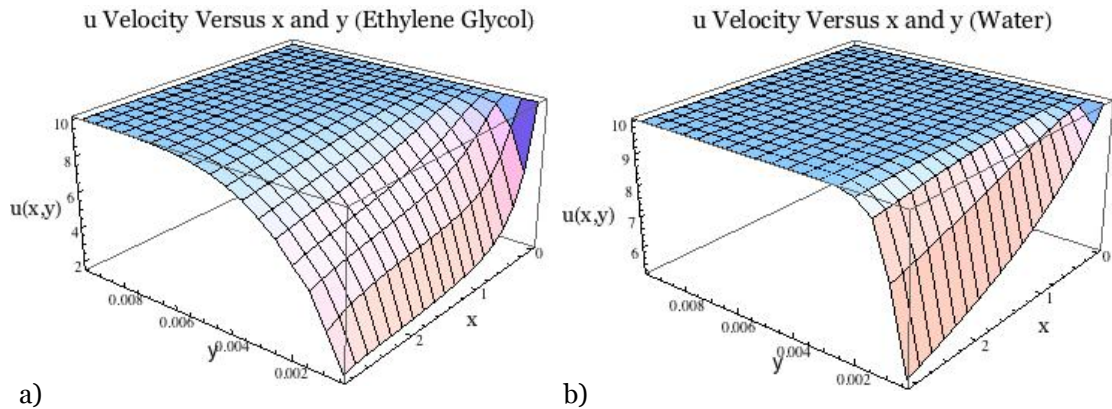 u Velocity Versus x and y (Ethylene Glycol)
10
8
6
u(x,y)
4
2
0.008
0.006
y
0.004
0.002
2
x
1
0
a)
u Velocity Versus x and y (Water)
10
9
8
u(x,y)
7
6
0.008
0.006
y
0.004
0.002
2
x
1
0
b)